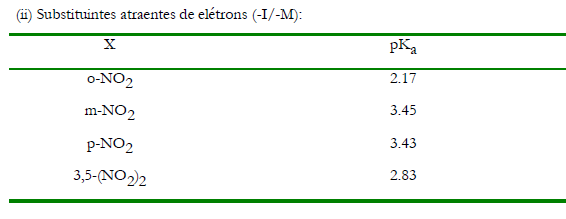 (ii) Substituintes atraentes de elétrons (-I/-M):
X pKa
o-NO2 2.17
m-NO2 3.45
p-NO2 3.43
3,5-(NO2)2 2.83